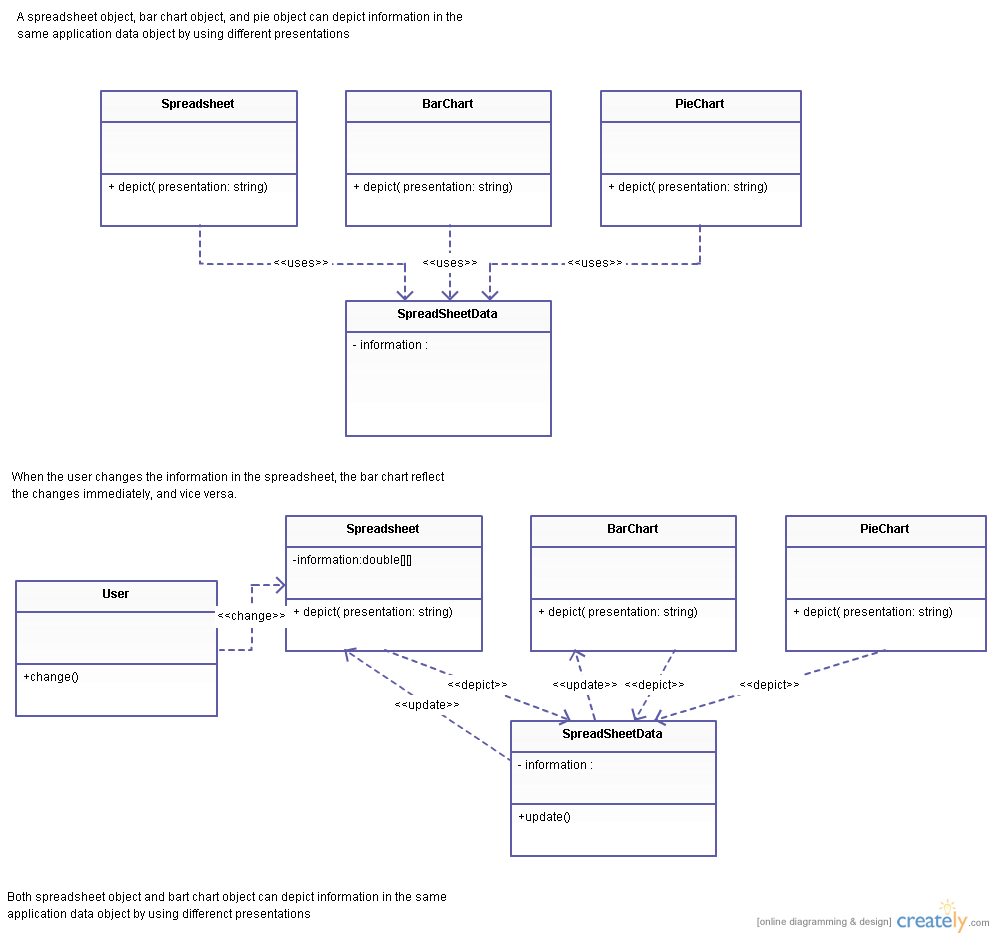 A spreadsheet object, bar chart object, and pie object can depict information in the
same application data object by using different presentations
Spreadsheet
BarChart
PieChart
+ depict( presentation: string)
+ depict( presentation: string)
+ depict( presentation: string)
<<uses>>
<<uses>>
<<uses>>
SpreadSheetData
- information :
When the user changes the information in the spreadsheet, the bar chart reflect
the changes immediately, and vice versa.
Spreadsheet
BarChart
PieChart
-information:double[][]
User
<<change>>
+ depict( presentation: string)
+ depict( presentation: string)
+ depict( presentation: string)
+change()
<<depict>>
<<update>>
<<depict>>
<<depict>>
<<update>>
SpreadSheetData
- information :
+update()
Both spreadsheet object and bart chart object can depict information in the same
application data object by using differenct presentations
[online diagramming & design] creately.com